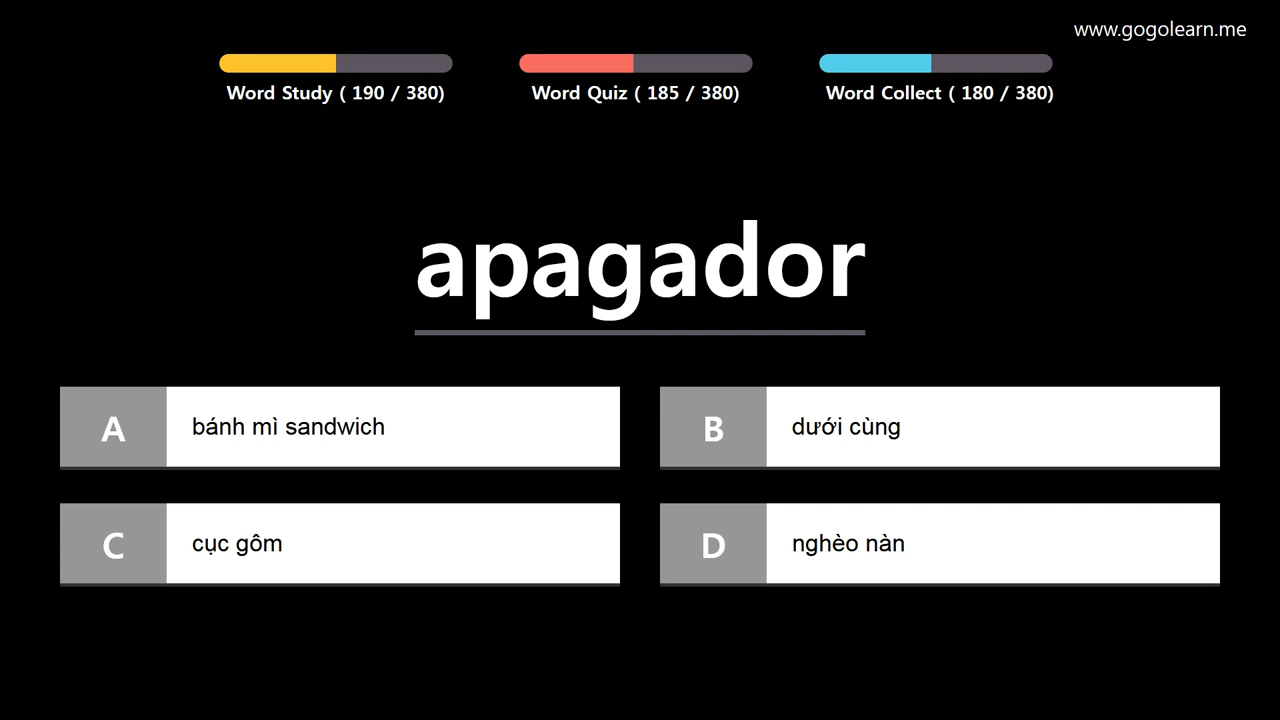 www.gogolearn.me
Word Study ( 190 / 380)
Word Quiz ( 185 / 380)
Word Collect ( 180 / 380)
apagador
A bánh mì sandwich
B dưới cùng
C cục gôm
D nghèo nàn